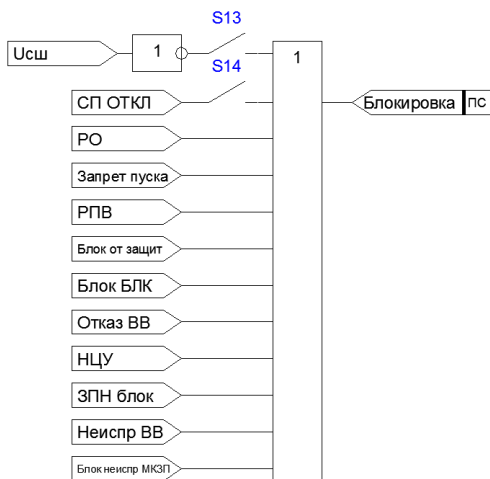 S13
Uсш
1
1
S14
СП ОТКЛ
Блокировка ПС
РО
Запрет пуска
РПВ
Блок от защит
Блок БЛК
Отказ ВВ
НЦУ
ЗПН блок
Неиспр ВВ
Блок неиспр МКЗП